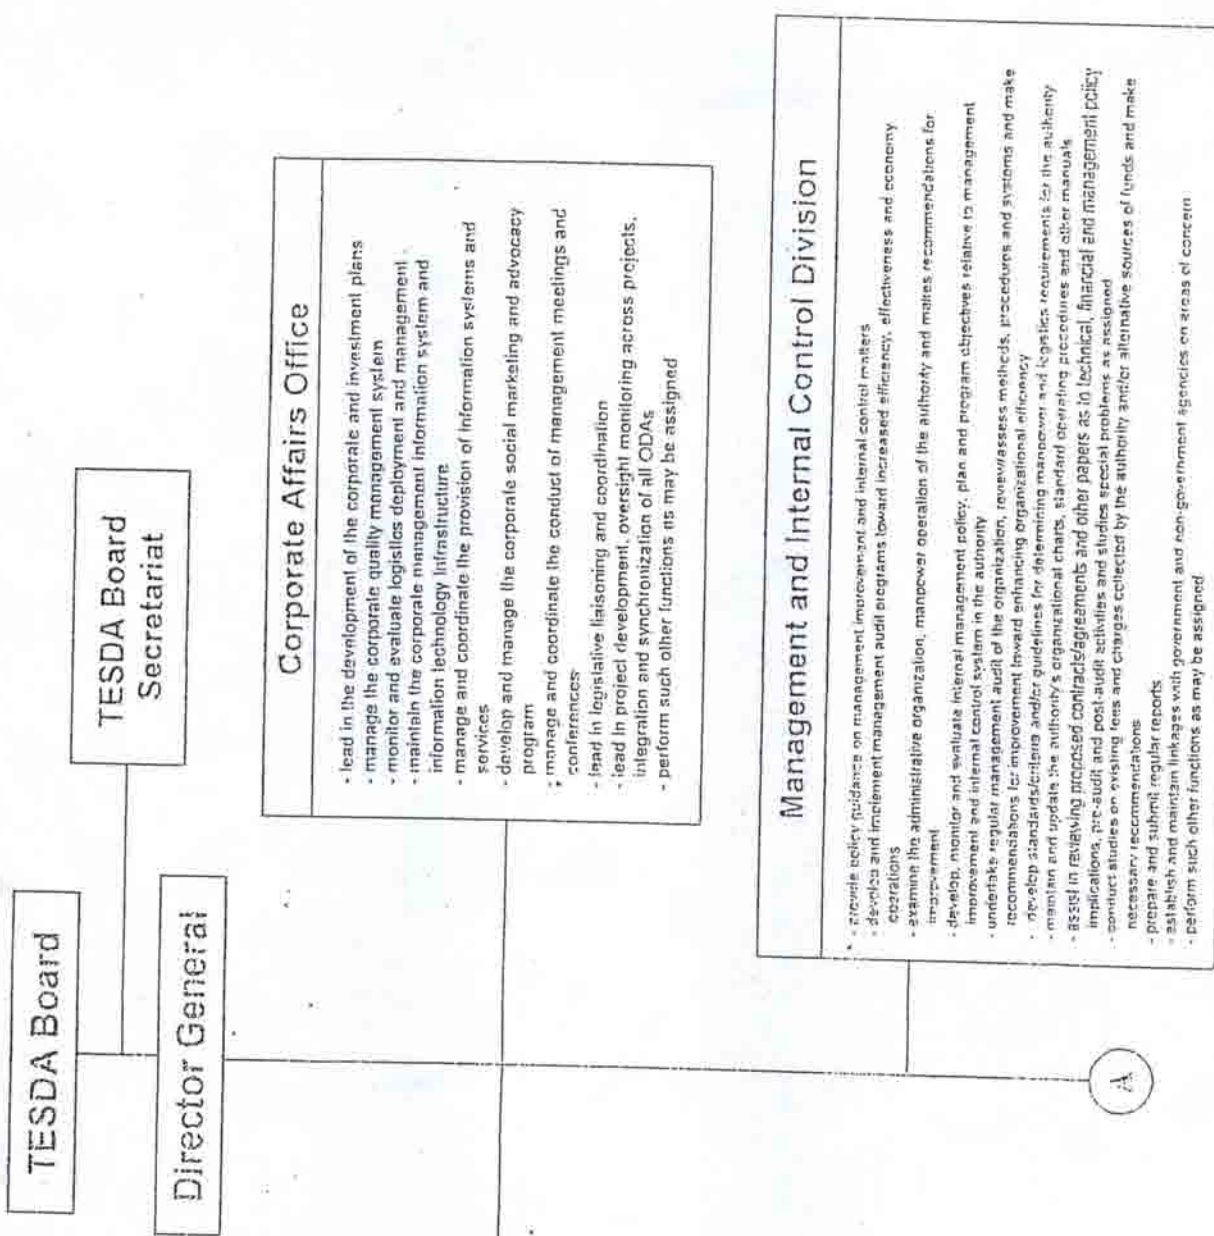 TESDA Board
TESDA Board
Secretariat
Director General
Corporate Affairs Office
- lead in the development of the corporate and investment plans
- manage the corporate quality management system
- monitor and evaluate logistics deployment and management
- maintain the corporate management information system and
information technology infrastructure
- manage and coordinate the provision of information systems and
services
- develop and manage the corporate social marketing and advocacy
program
- manage and coordinate the conduct of management meetings and
conferences
- lead in legislative liaisoning and coordination
- lead in project development, oversight monitoring across projects,
integration and synchronization of all ODAs
- perform such other functions as may be assigned
Management and Internal Control Division
- provide policy guidance on management improvement and internal control matters
- develop and implement management audit programs toward increased efficiency, effectiveness and economy
operations
- examine the administrative organization, manpower operation of the authority and makes recommendations for
improvement
- develop, monitor and evaluate internal management policy, plan and program objectives relative to management
improvement and internal control system in the authority
- undertake regular management audit of the organization, review/assess methods, procedures and systems and make
recommendations for improvement toward enhancing organizational efficiency
- develop standards/criteria and/or guidelines for determining manpower and logistics requirements for the authority
- maintain and update the authority's organizational charts, standard operating procedures and other manuals
- assist in reviewing proposed contracts/agreements and other papers as to technical, financial and management policy
implications, pre-audit and post-audit activities and studies special problems as assigned
- conduct studies on existing fees and charges collected by the authority and/or alternative sources of funds and make
necessary recommendations
- prepare and submit regular reports
- establish and maintain linkages with government and non-government agencies on areas of concern
- perform such other functions as may be assigned
A